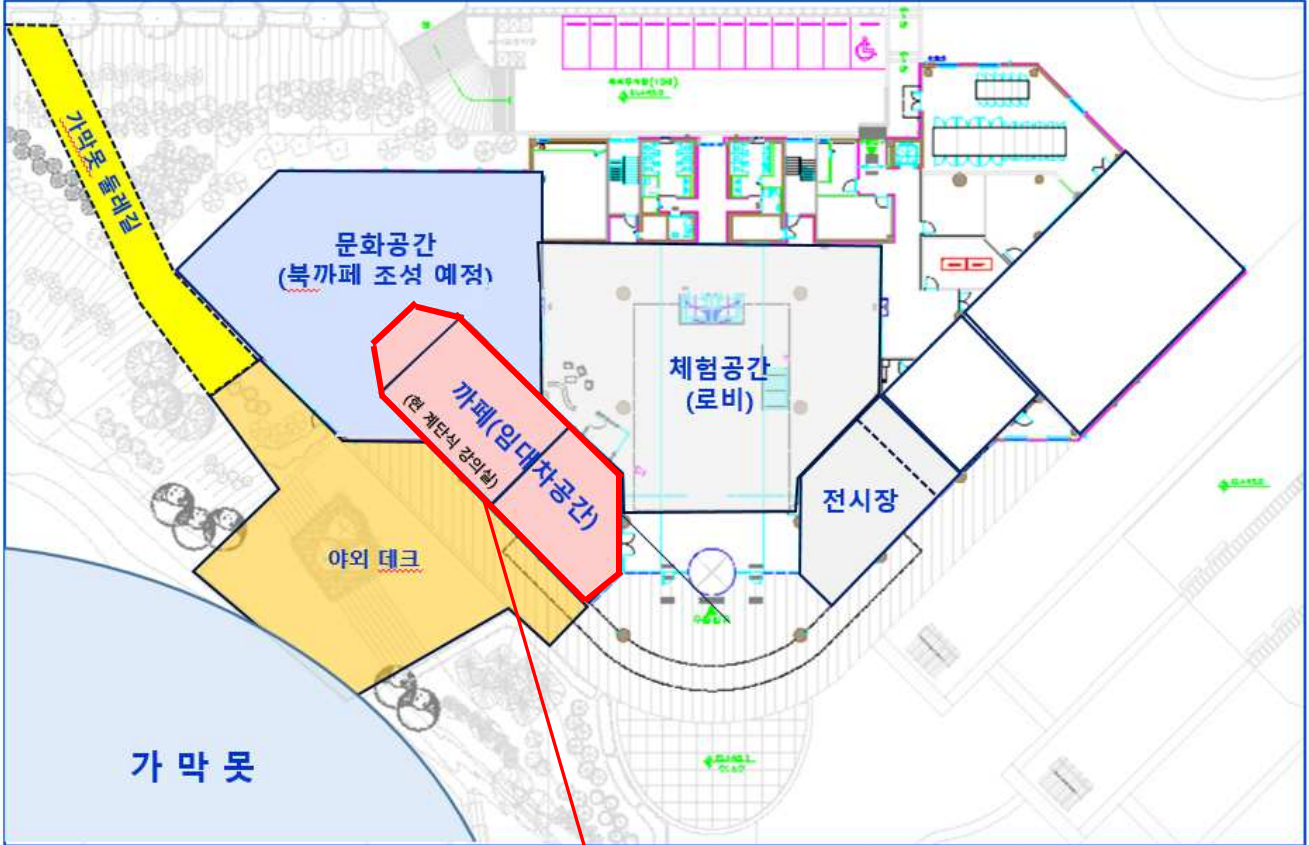 가막못 둘레길
문화공간
(북까페 조성 예정)
체험공간
(로비)
까페(임대차공간)
(현 계단식 강의실)
전시장
야외 데크
가 막 못